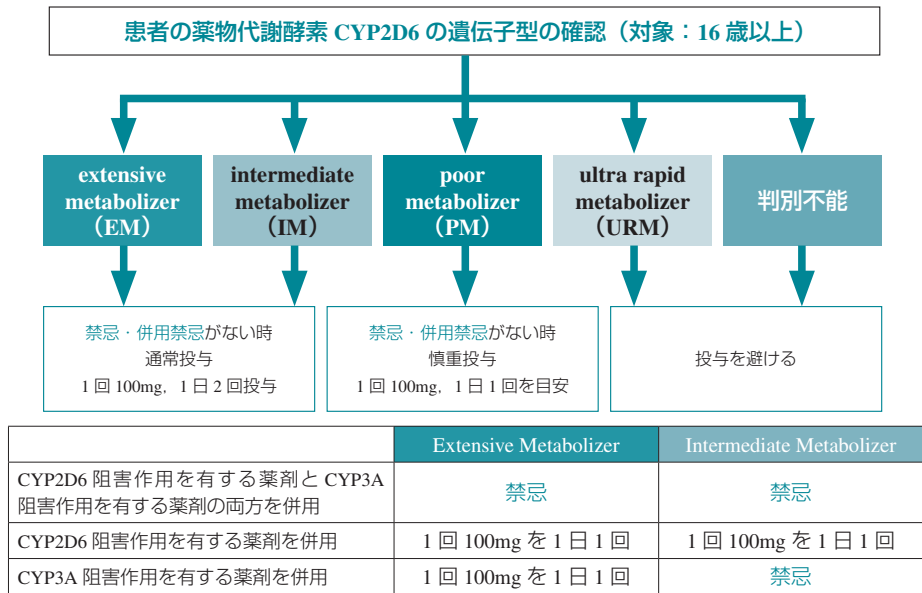 患者の薬物代謝酵素 CYP2D6 の遺伝子型の確認（対象：16 歳以上）
extensive
metabolizer
（EM）
intermediate
metabolizer
（IM）
poor
metabolizer
（PM）
ultra rapid
metabolizer
（URM）
判別不能
禁忌・併用禁忌がない時
通常投与
1 回 100mg，1 日 2 回投与
禁忌・併用禁忌がない時
慎重投与
1 回 100mg，1 日 1 回を目安
投与を避ける
Extensive Metabolizer Intermediate Metabolizer
CYP2D6 阻害作用を有する薬剤と CYP3A
阻害作用を有する薬剤の両方を併用
禁忌 禁忌
CYP2D6 阻害作用を有する薬剤を併用 1 回 100mg を 1 日 1 回 1 回 100mg を 1 日 1 回
CYP3A 阻害作用を有する薬剤を併用 1 回 100mg を 1 日 1 回 禁忌